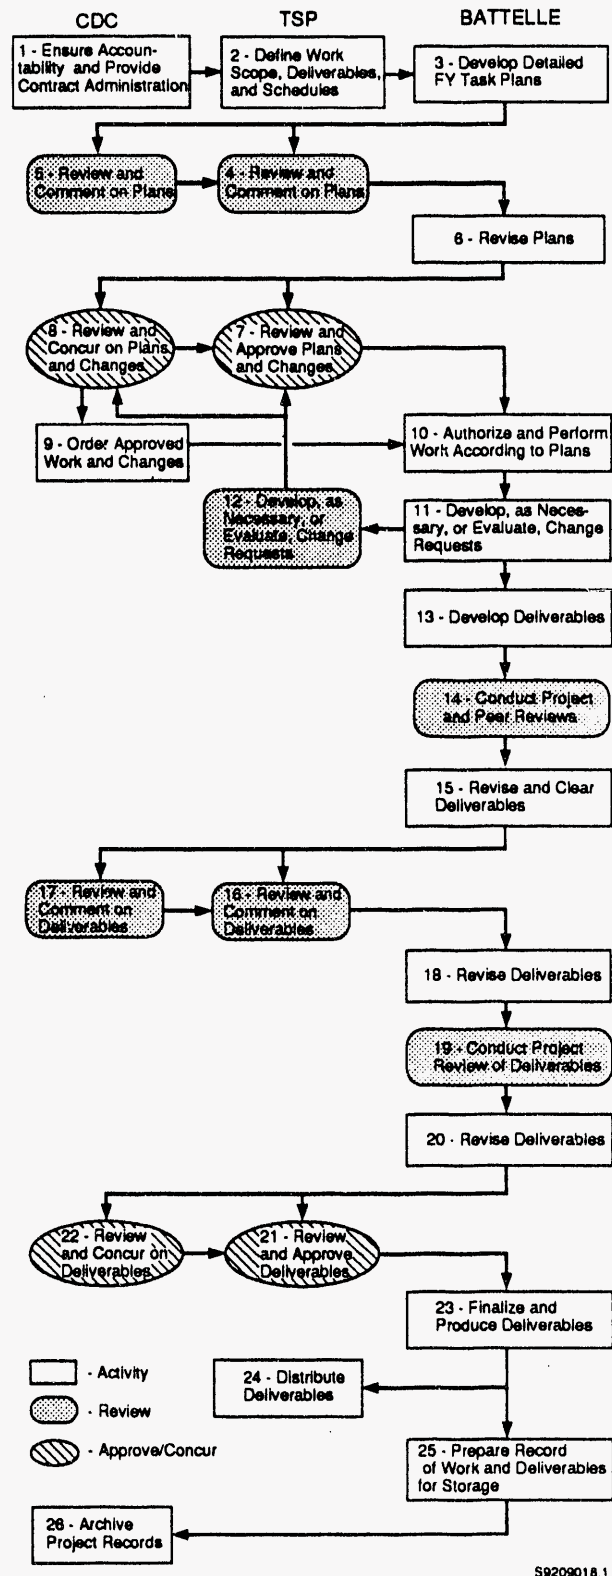 CDC
TSP
BATTELLE
1 - Ensure Accoun-
tability and Provide
Contract Administration
2 - Define Work
Scope, Deliverables,
and Schedules
3 - Develop Detailed
FY Task Plans
5 - Review and
Comment on Plans
4 - Review and
Comment on Plans
6 - Revise Plans
8 - Review and
Concur on Plans
and Changes
7 - Review and
Approve Plans
and Changes
9 - Order Approved
Work and Changes
10 - Authorize and Perform
Work According to Plans
12 - Develop, as
Necessary, or
Evaluate, Change
Requests
11 - Develop, as Neces-
sary, or Evaluate, Change
Requests
13 - Develop Deliverables
14 - Conduct Project
and Peer Reviews
15 - Revise and Clear
Deliverables
17 - Review and
Comment on
Deliverables
16 - Review and
Comment on
Deliverables
18 - Revise Deliverables
19 - Conduct Project
Review of Deliverables
20 - Revise Deliverables
22 - Review
and Concur on
Deliverables
21 - Review
and Approve
Deliverables
23 - Finalize and
Produce Deliverables
24 - Distribute
Deliverables
- Activity
- Review
- Approve/Concur
25 - Prepare Record
of Work and Deliverables
for Storage
26 - Archive
Project Records
S9209018.1